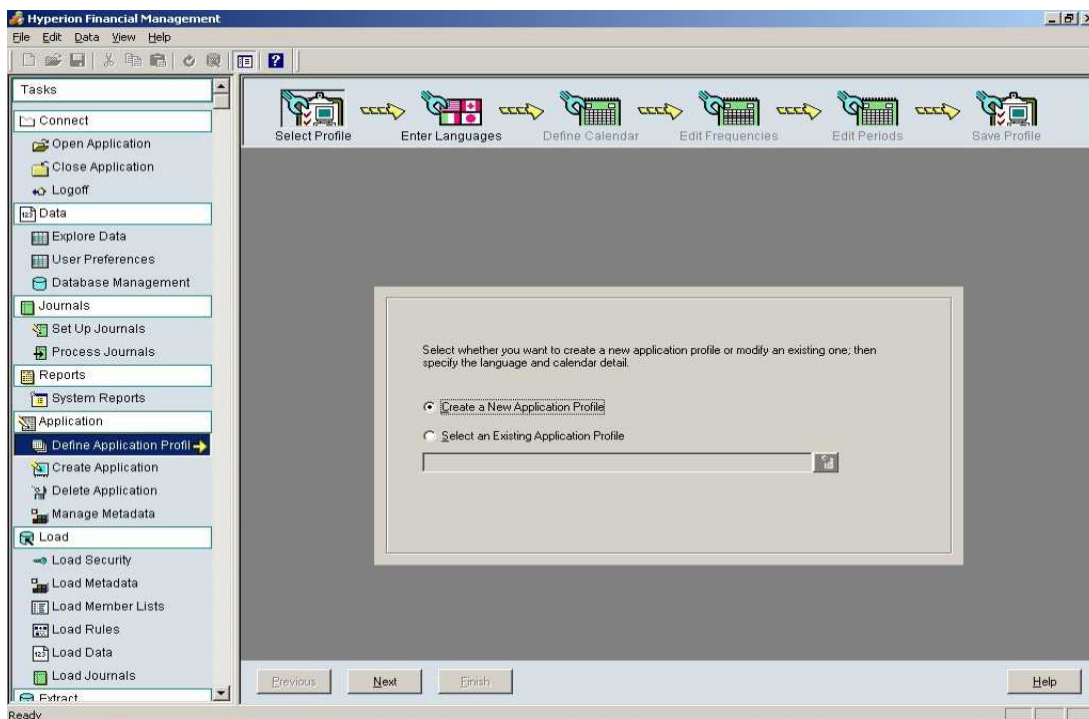 Hyperion Financial Management
File Edit Data View Help
Tasks
Connect
Open Application
Close Application
Logoff
Data
Explore Data
User Preferences
Database Management
Journals
Set Up Journals
Process Journals
Reports
System Reports
Application
Define Application Profil
Create Application
Delete Application
Manage Metadata
Load
Load Security
Load Metadata
Load Member Lists
Load Rules
Load Data
Load Journals
Extract
Select Profile Enter Languages Define Calendar Edit Frequencies Edit Periods Save Profile
Select whether you want to create a new application profile or modify an existing one; then
specify the language and calendar detail.
Create a New Application Profile
Select an Existing Application Profile
Previous Next Finish Help
Ready